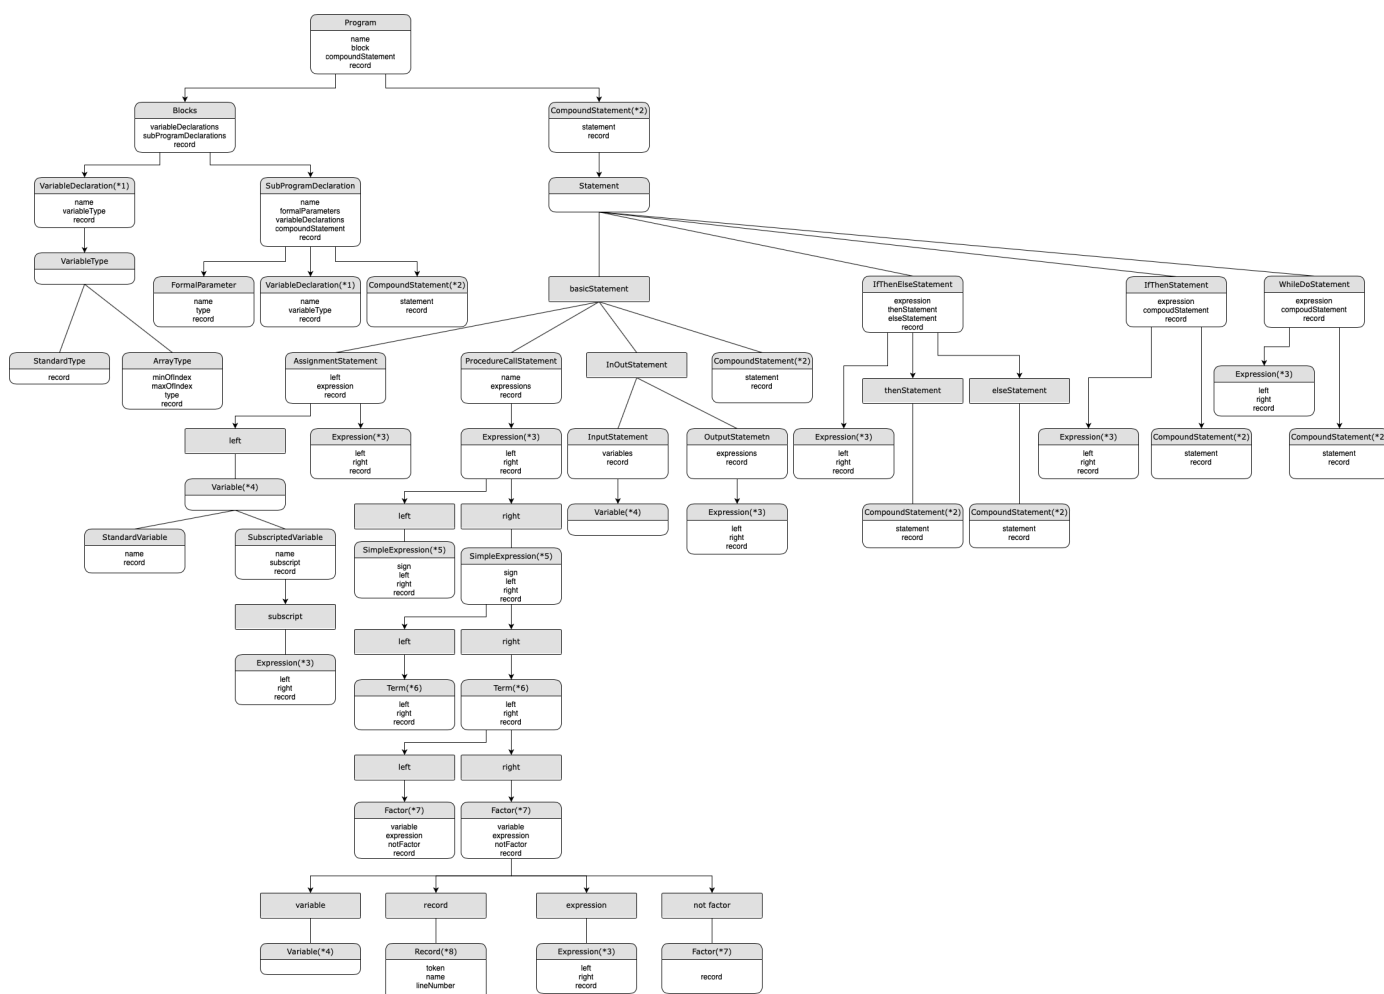 Program
name
block
compoundStatement
record
Blocks
variableDeclarations
subProgramDeclarations
record
CompoundStatement(*2)
statement
record
VariableDeclaration(*1)
name
variableType
record
SubProgramDeclaration
name
formalParameters
variableDeclarations
compoundStatement
record
Statement
VariableType
FormalParameter
name
type
record
VariableDeclaration(*1)
name
variableType
record
CompoundStatement(*2)
statement
record
basicStatement
IfThenElseStatement
expression
thenStatement
elseStatement
record
IfThenStatement
expression
compoudStatement
record
WhileDoStatement
expression
compoudStatement
record
StandardType
record
ArrayType
minOfIndex
maxOfIndex
type
record
AssignmentStatement
left
expression
record
ProcedureCallStatement
name
expressions
record
InOutStatement
CompoundStatement(*2)
statement
record
thenStatement
elseStatement
Expression(*3)
left
right
record
left
Expression(*3)
left
right
record
Expression(*3)
left
right
record
InputStatement
variables
record
OutputStatemetn
expressions
record
Expression(*3)
left
right
record
Expression(*3)
left
right
record
CompoundStatement(*2)
statement
record
CompoundStatement(*2
statement
record
Variable(*4)
left
right
Variable(*4)
Expression(*3)
left
right
record
CompoundStatement(*2)
statement
record
CompoundStatement(*2)
statement
record
StandardVariable
name
record
SubscriptedVariable
name
subscript
record
SimpleExpression(*5)
sign
left
right
record
SimpleExpression(*5)
sign
left
right
record
subscript
left
right
Expression(*3)
left
right
record
Term(*6)
left
right
record
Term(*6)
left
right
record
left
right
Factor(*7)
variable
expression
notFactor
record
Factor(*7)
variable
expression
notFactor
record
variable
record
expression
not factor
Variable(*4)
Record(*8)
token
name
lineNumber
Expression(*3)
left
right
record
Factor(*7)
record